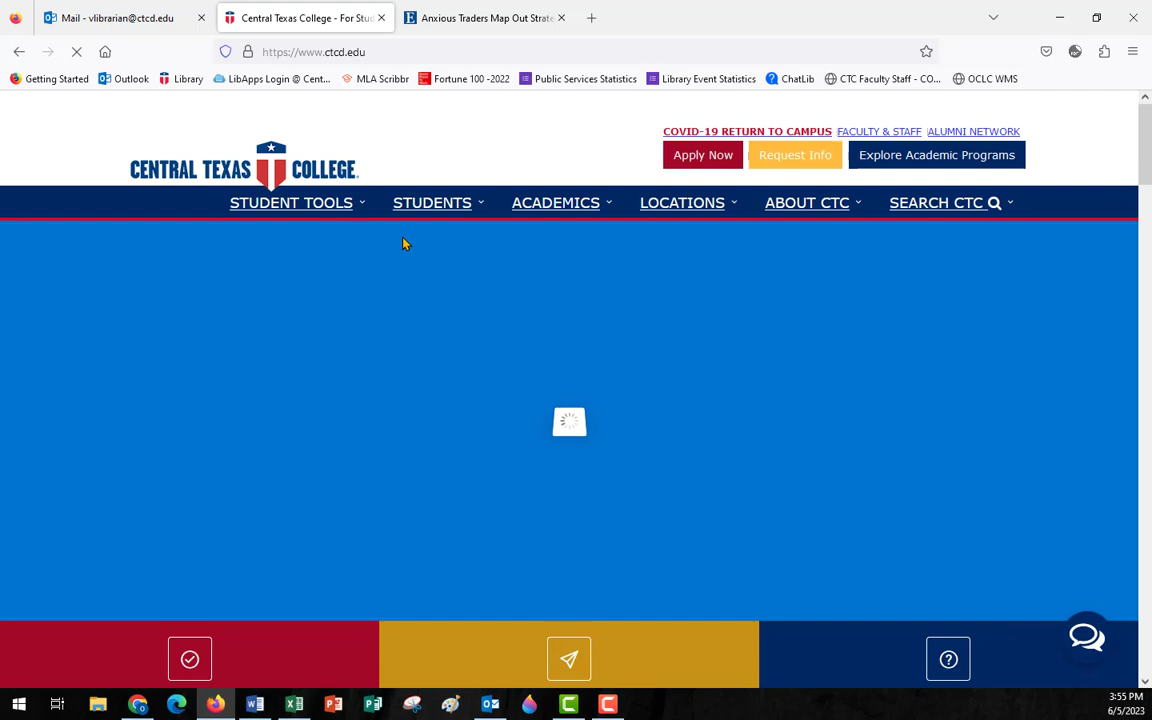 Mail - vlibrarian@ctcd.edu
Central Texas College - For Stud
Anxious Traders Map Out Strate
https://www.ctcd.edu
Getting Started
Outlook
Library
LibApps Login @ Cent...
MLA Scribbr
Fortune 100 -2022
Public Services Statistics
Library Event Statistics
ChatLib
CTC Faculty Staff - CO...
OCLC WMS
COVID-19 RETURN TO CAMPUS
FACULTY & STAFF
ALUMNI NETWORK
CENTRAL TEXAS COLLEGE
Apply Now
Request Info
Explore Academic Programs
STUDENT TOOLS
STUDENTS
ACADEMICS
LOCATIONS
ABOUT CTC
SEARCH CTC
3:55 PM
6/5/2023